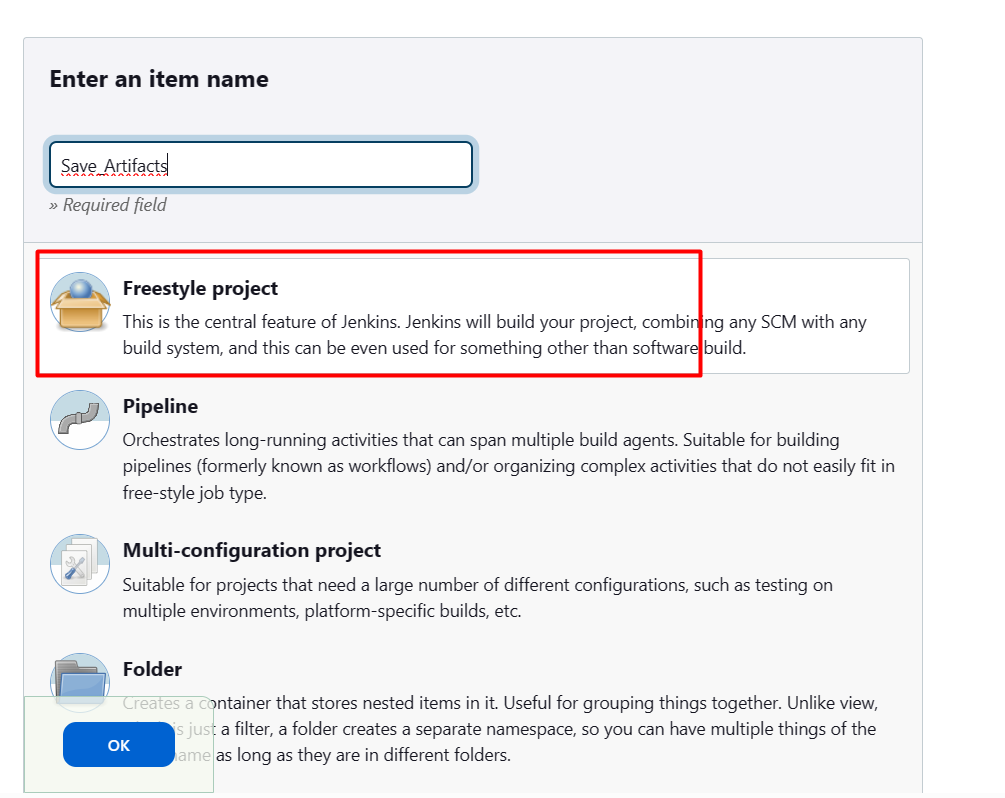 Enter an item name
Save_Artifacts
» Required field
Freestyle project
This is the central feature of Jenkins. Jenkins will build your project, combining any SCM with any
build system, and this can be even used for something other than software build.
Pipeline
Orchestrates long-running activities that can span multiple build agents. Suitable for building
pipelines (formerly known as workflows) and/or organizing complex activities that do not easily fit in
free-style job type.
Multi-configuration project
Suitable for projects that need a large number of different configurations, such as testing on
multiple environments, platform-specific builds, etc.
Folder
Creates a container that stores nested items in it. Useful for grouping things together. Unlike view,
is just a filter, a folder creates a separate namespace, so you can have multiple things of the
name as long as they are in different folders.
OK